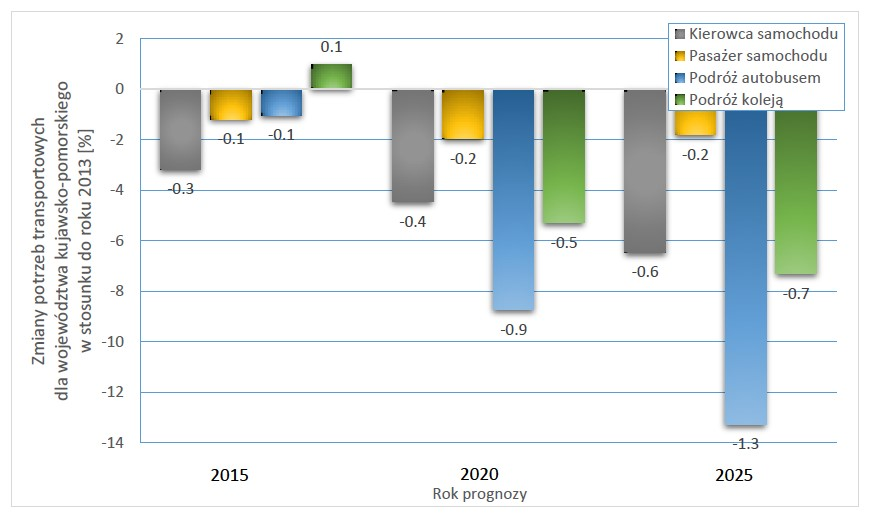 Kierowca samochodu
Pasażer samochodu
Podróż autobusem
Podróż koleją
Zmiany potrzeb transportowych
dla województwa kujawsko-pomorskiego
w stosunku do roku 2013 [%]
2
0
-2
-4
-6
-8
-10
-12
-14
-0.3
-0.1
-0.1
0.1
-0.4
-0.2
-0.9
-0.5
-0.6
-0.2
-1.3
-0.7
2015 2020 2025
Rok prognozy